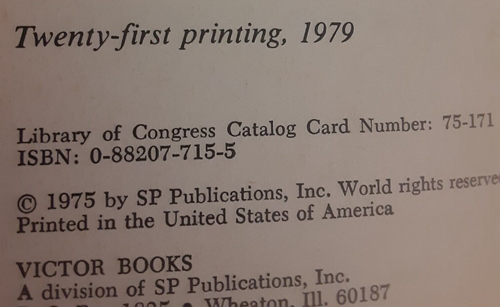 Twenty-first printing, 1979
Library of Congress Catalog Card Number: 75-171
ISBN: 0-88207-715-5
© 1975 by SP Publications, Inc. World rights reserve
Printed in the United States of America
VICTOR BOOKS
A division of SP Publications, Inc.
• Wheaton, Ill. 60187